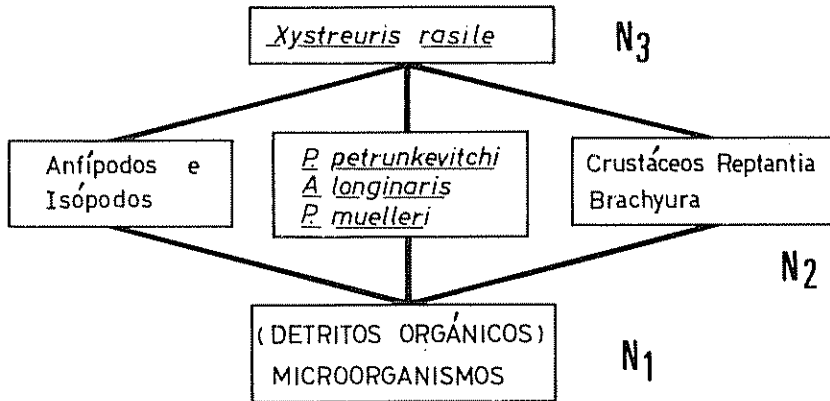 Xystreuris rasile
N3
Anfípodos e
Isópodos
P. petrunkevitchi
A longinaris
P. muelleri
Crustáceos Reptantia
Brachyura
N2
(DETRITOS ORGÁNICOS)
MICROORGANISMOS
N1